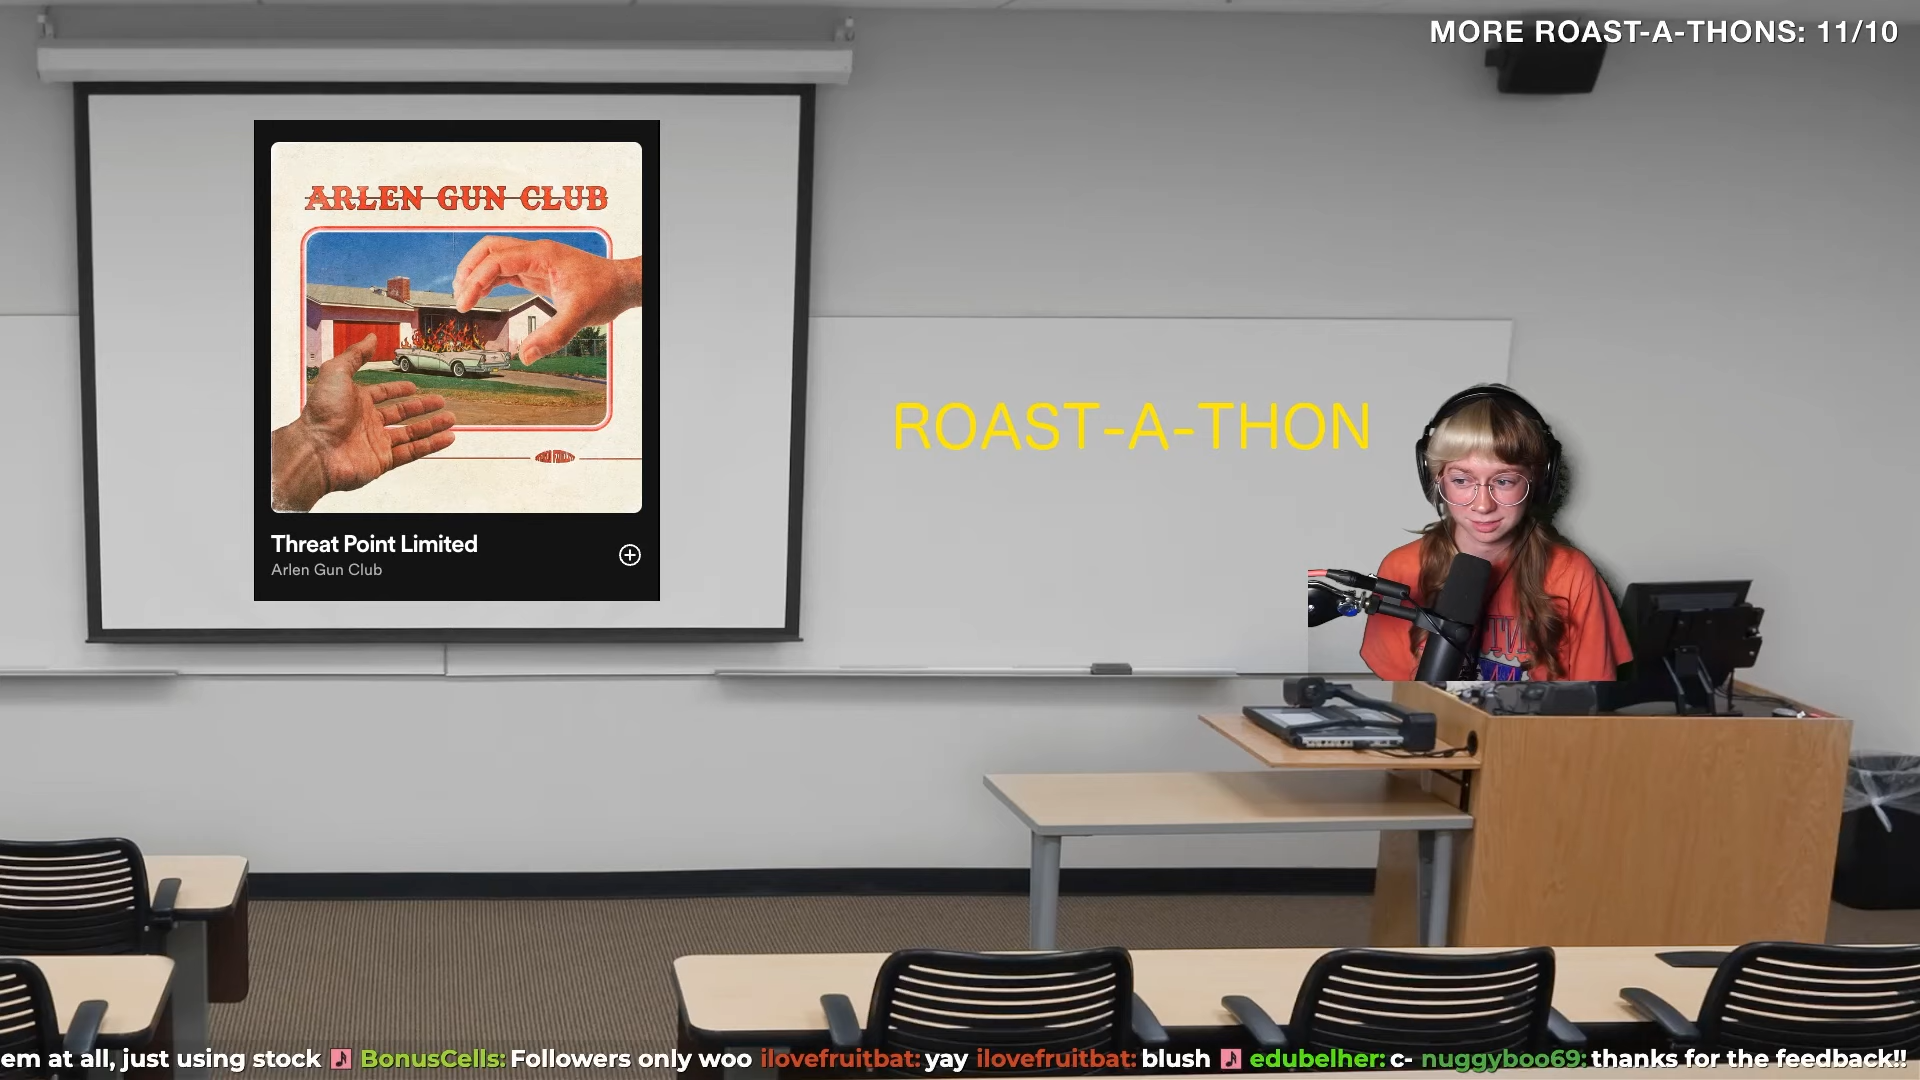 MORE ROAST-A-THONS: 11/10
ARLEN GUN CLUB
ROAST-A-THON
Threat Point Limited
Arlen Gun Club
em at all, just using stock BonusCells: Followers only woo ilovefruitbat: yay ilovefruitbat: blush edubelher: c- nuggyboo69: thanks for the feedback!!